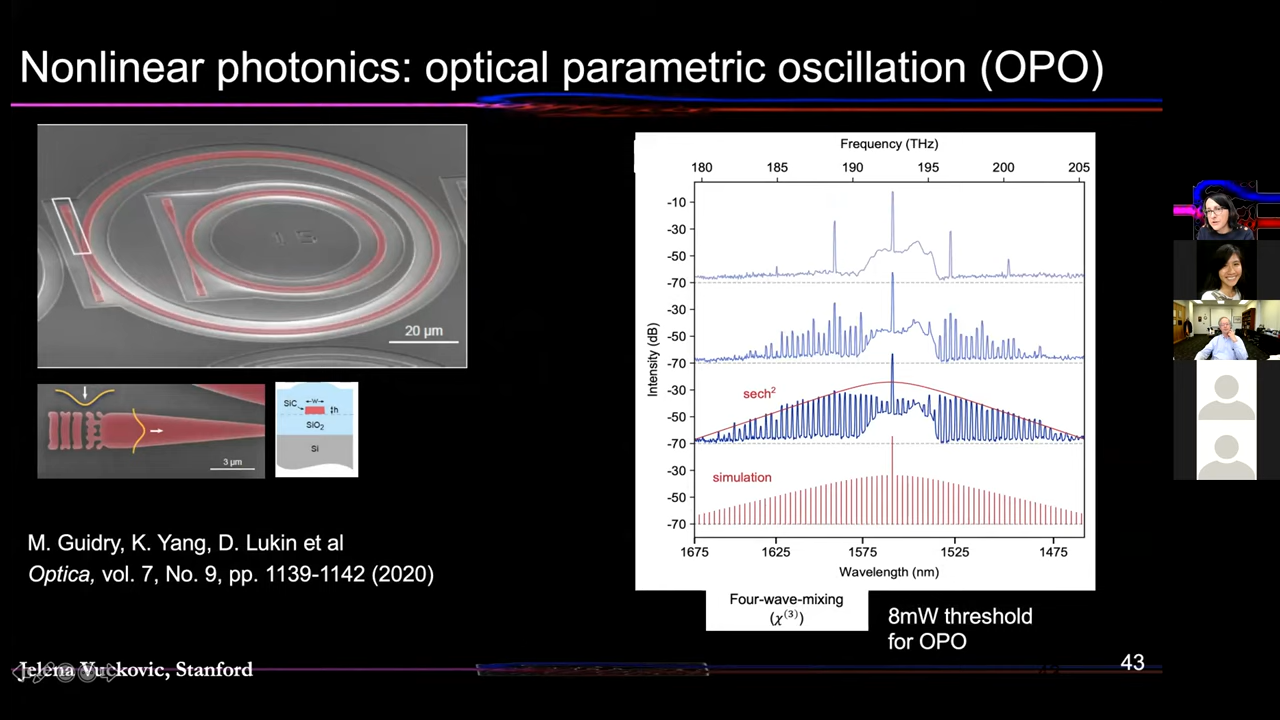 Nonlinear photonics: optical parametric oscillation (OPO)
13
20 μm
3 μm
SiC
w
h
SiO₂
Si
M. Guidry, K. Yang, D. Lukin et al
Optica, vol. 7, No. 9, pp. 1139-1142 (2020)
Frequency (THz)
180 185 190 195 200 205
-10
-30
-50
-70
-30
-50
-70
-30
-50
-70
-30
-50
-70
Intensity (dB)
sech²
simulation
1675 1625 1575 1525 1475
Wavelength (nm)
Four-wave-mixing
(χ⁽³⁾)
8mW threshold
for OPO
Jelena Vuckovic, Stanford
43